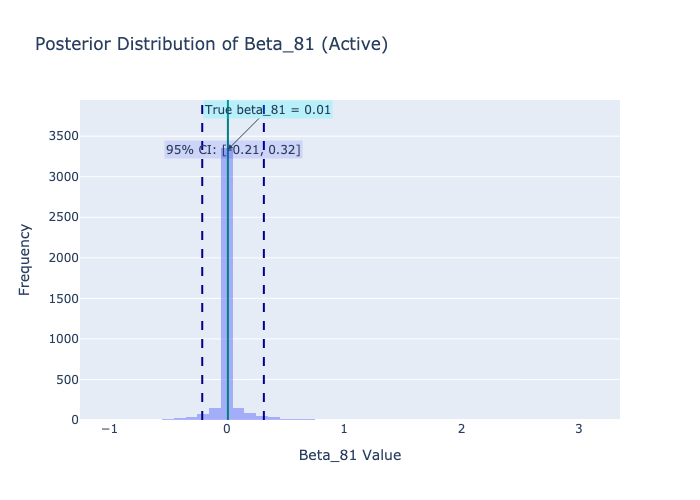 Posterior Distribution of Beta_81 (Active)
True beta_81 = 0.01
95% CI: [-0.21, 0.32]
Frequency
3500
3000
2500
2000
1500
1000
500
0
−1
0
1
2
3
Beta_81 Value